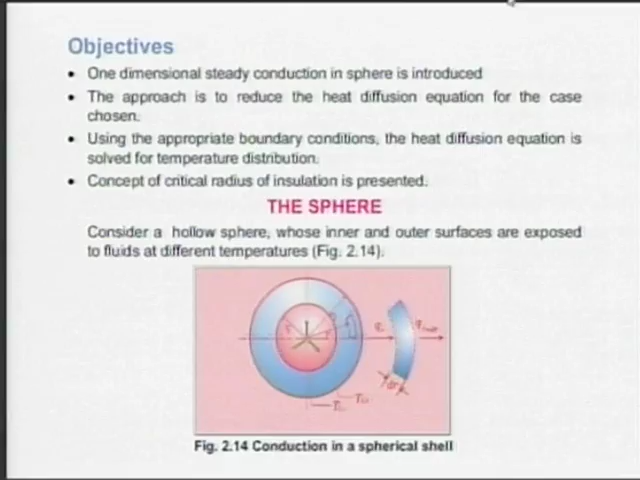 Objectives
• One dimensional steady conduction in sphere is introduced
• The approach is to reduce the heat diffusion equation for the case
chosen.
• Using the appropriate boundary conditions, the heat diffusion equation is
solved for temperature distribution.
• Concept of critical radius of insulation is presented.
THE SPHERE
Consider a hollow sphere, whose inner and outer surfaces are exposed
to fluids at different temperatures (Fig. 2.14).
Fig. 2.14 Conduction in a spherical shell